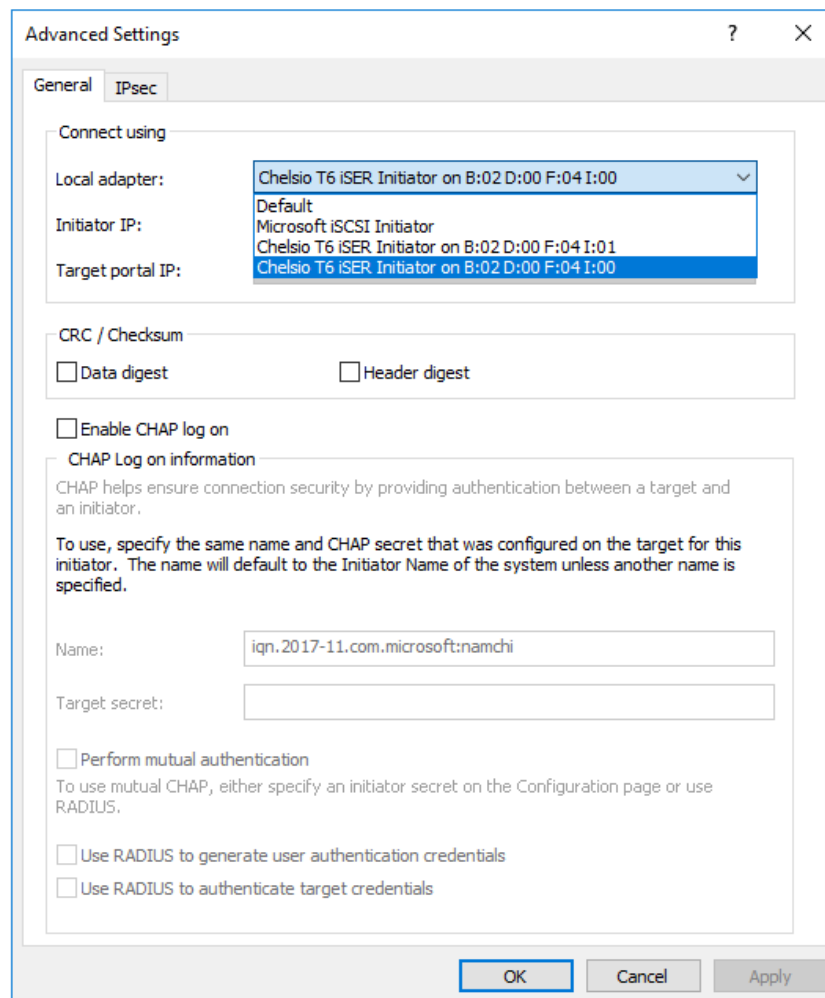 Advanced Settings
?
General
IPsec
Connect using
Local adapter:
Chelsio T6 iSER Initiator on B:02 D:00 F:04 I:00
Default
Initiator IP:
Microsoft iSCSI Initiator
Chelsio T6 iSER Initiator on B:02 D:00 F:04 I:01
Target portal IP:
Chelsio T6 iSER Initiator on B:02 D:00 F:04 I:00
CRC / Checksum
Data digest
Header digest
Enable CHAP log on
CHAP Log on information
CHAP helps ensure connection security by providing authentication between a target and
an initiator.
To use, specify the same name and CHAP secret that was configured on the target for this
initiator. The name will default to the Initiator Name of the system unless another name is
specified.
Name:
iqn.2017-11.com.microsoft:namchi
Target secret:
Perform mutual authentication
To use mutual CHAP, either specify an initiator secret on the Configuration page or use
RADIUS.
Use RADIUS to generate user authentication credentials
Use RADIUS to authenticate target credentials
OK
Cancel
Apply